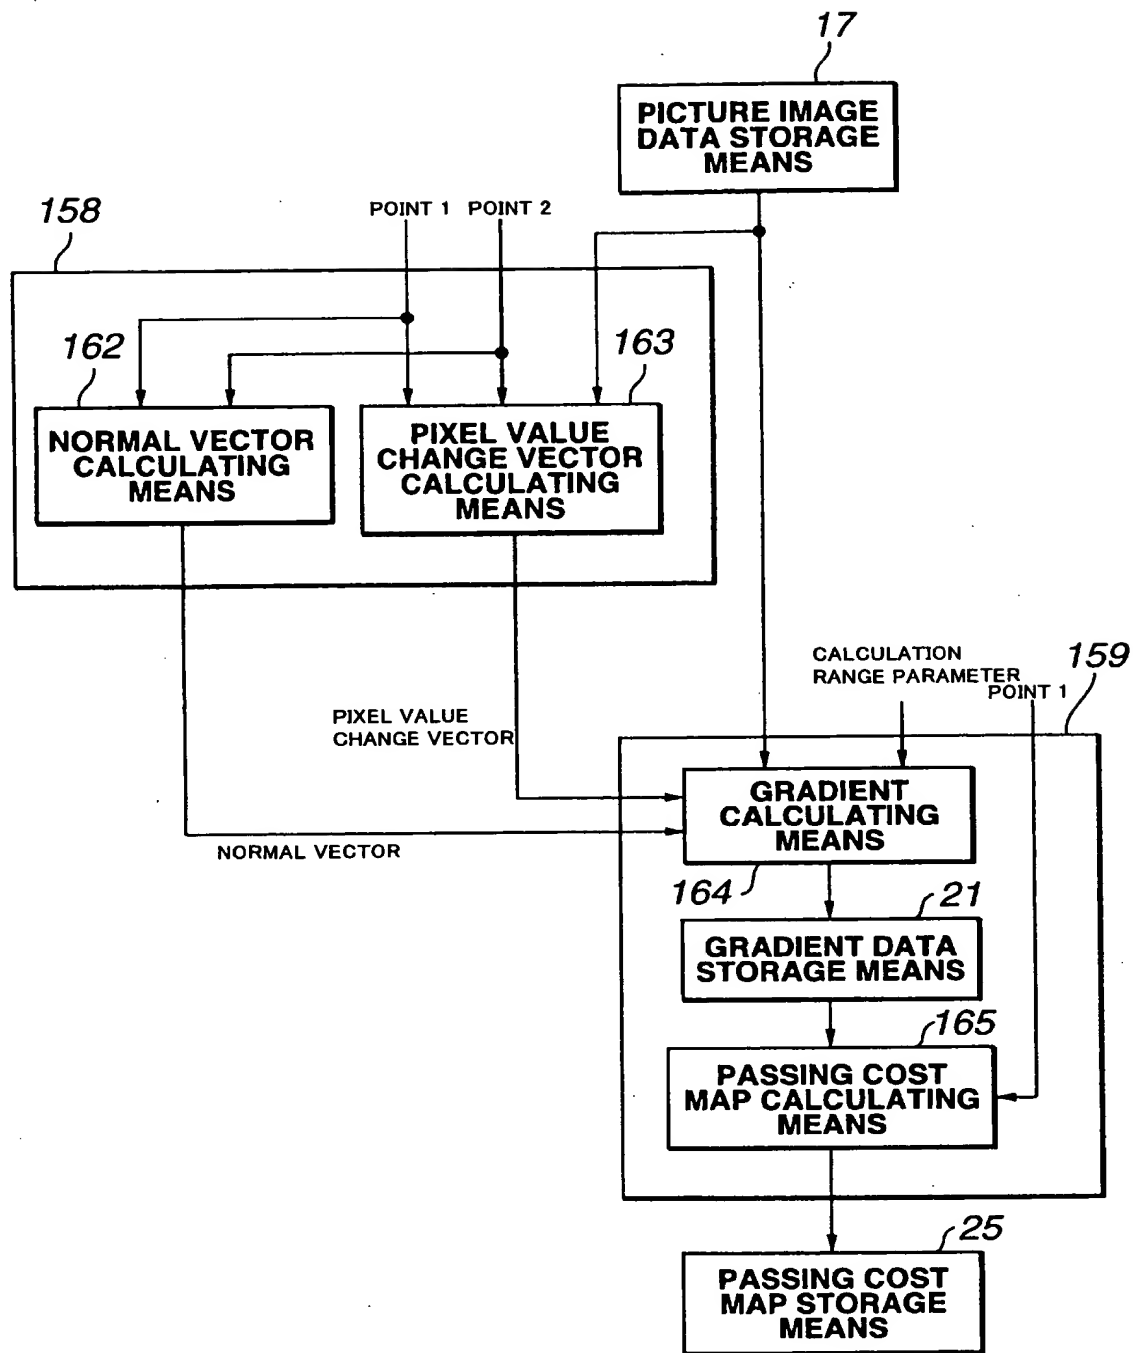 17
PICTURE IMAGE
DATA STORAGE
MEANS
158
POINT 1 POINT 2
162
163
NORMAL VECTOR
CALCULATING
MEANS
PIXEL VALUE
CHANGE VECTOR
CALCULATING
MEANS
CALCULATION
RANGE PARAMETER
POINT 1
159
PIXEL VALUE
CHANGE VECTOR
NORMAL VECTOR
GRADIENT
CALCULATING
MEANS
164
21
GRADIENT DATA
STORAGE MEANS
165
PASSING COST
MAP CALCULATING
MEANS
25
PASSING COST
MAP STORAGE
MEANS